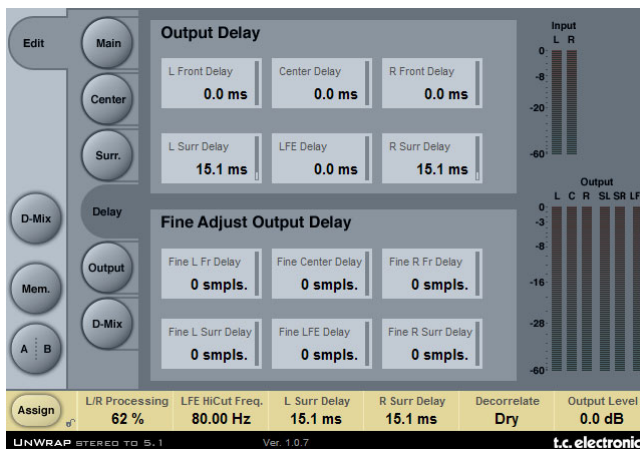 Edit
Main
Center
Surr.
Delay
Output
D-Mix
D-Mix
Mem.
A B
Output Delay
L Front Delay Center Delay R Front Delay
0.0 ms 0.0 ms 0.0 ms
L Surr Delay LFE Delay R Surr Delay
15.1 ms 0.0 ms 15.1 ms
Fine Adjust Output Delay
Fine L Fr Delay Fine Center Delay Fine R Fr Delay
0 smpls. 0 smpls. 0 smpls.
Fine L Surr Delay Fine LFE Delay Fine R Surr Delay
0 smpls. 0 smpls. 0 smpls.
Input
L R
0
-8
-20
-60
Output
L C R SL SR LF
0
-3
-8
-16
-28
-60
Assign
L/R Processing LFE HiCut Freq. L Surr Delay R Surr Delay Decorrelate Output Level
62 % 80.00 Hz 15.1 ms 15.1 ms Dry 0.0 dB
UNWRAP STEREO TO 5.1 Ver. 1.0.7 t.c. electronic